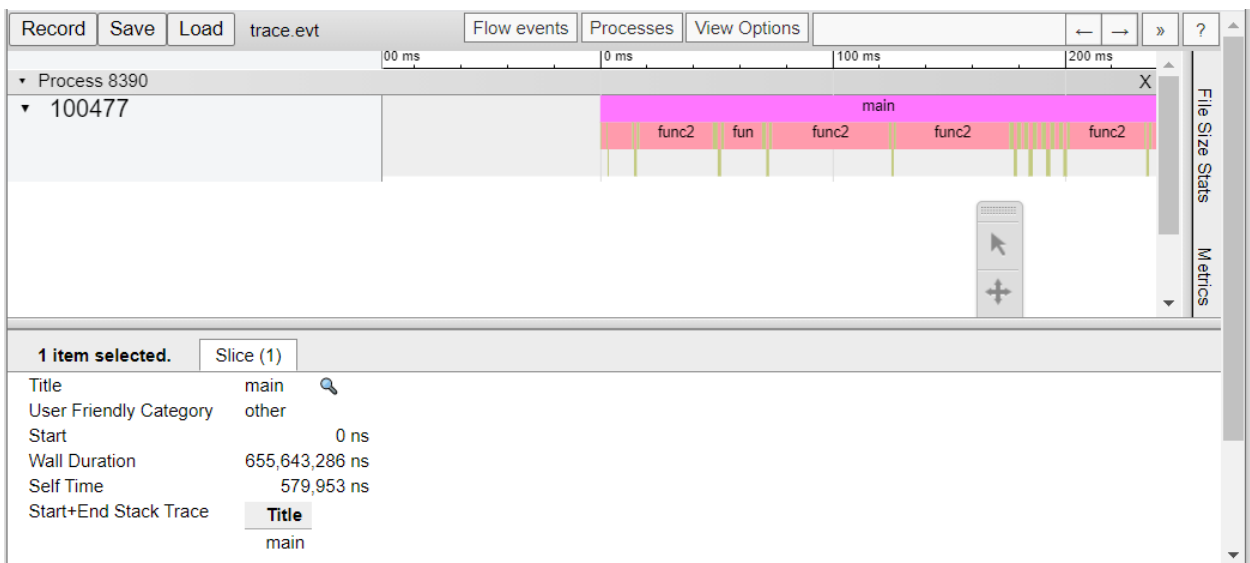 Record Save Load trace.evt Flow events Processes View Options ← → » ?
00 ms 0 ms 100 ms 200 ms
▾ Process 8390 X
▾ 100477 main
func2 fun func2 func2 func2
File Size Stats
Metrics
1 item selected. Slice (1)
Title main
User Friendly Category other
Start 0 ns
Wall Duration 655,643,286 ns
Self Time 579,953 ns
Start+End Stack Trace Title
main